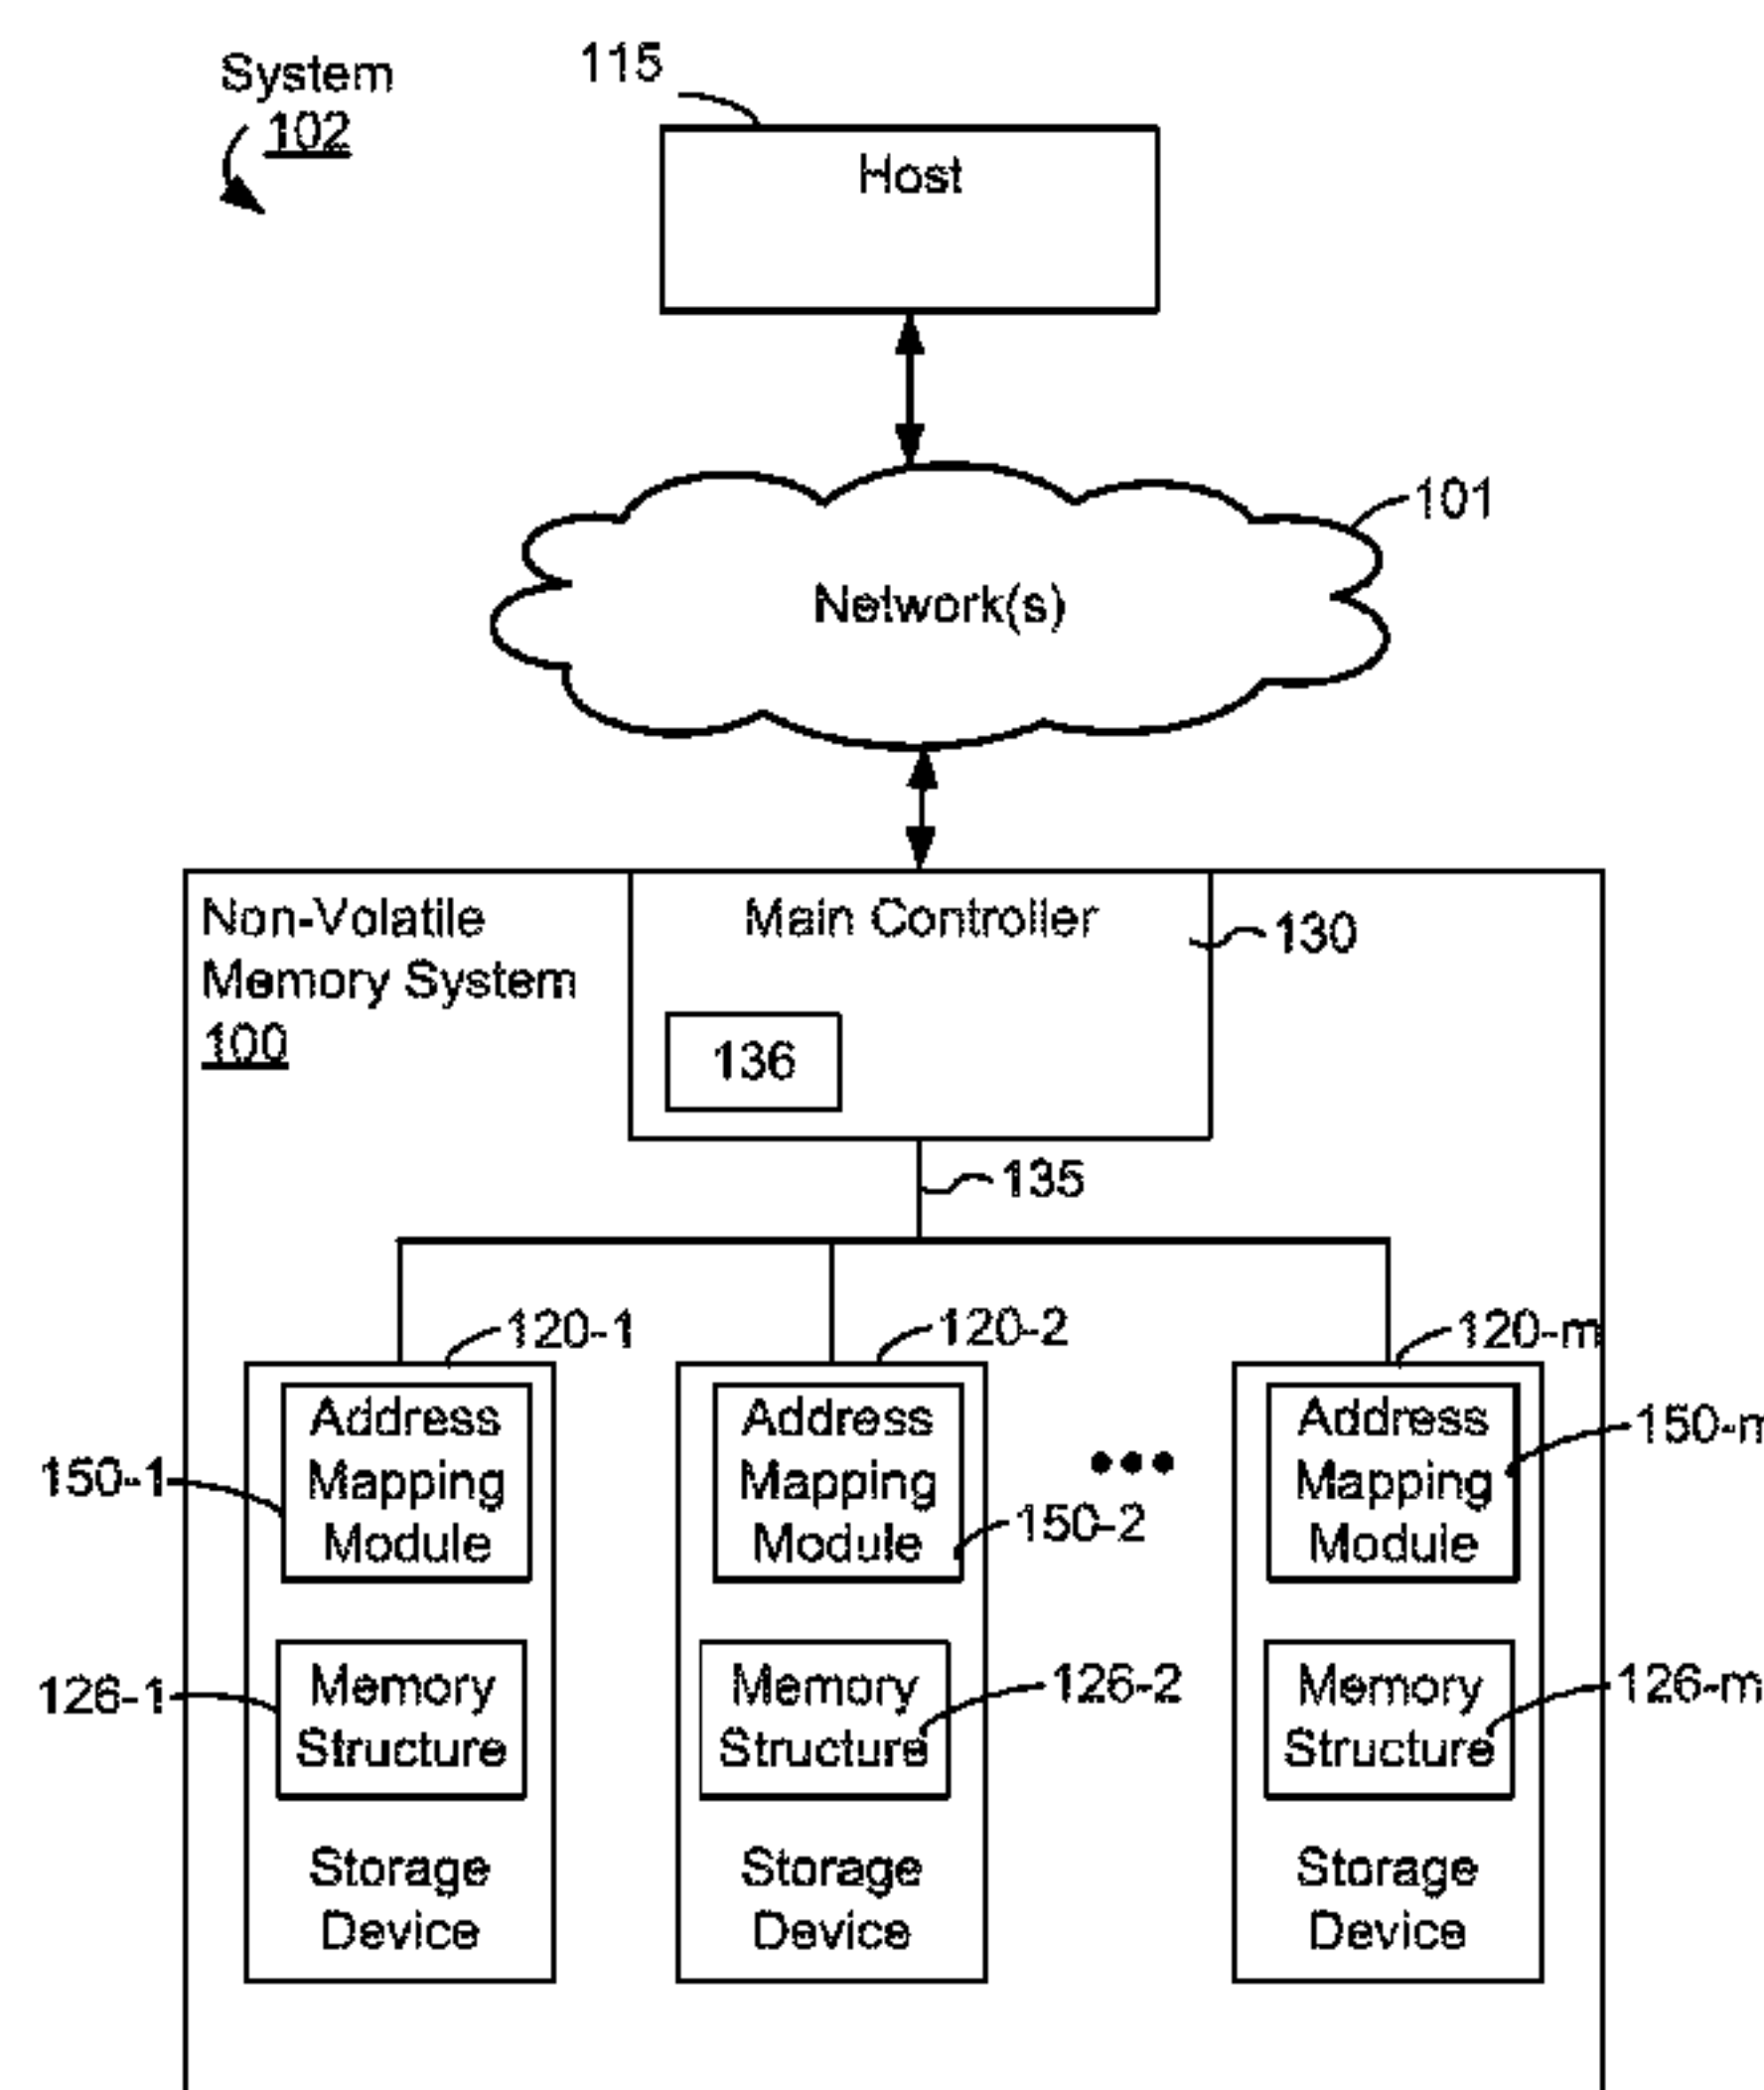 System
102
115
Host
101
Network(s)
Non-Volatile
Memory System
100
Main Controller
130
136
135
120-1
120-2
120-m
Address
Mapping
Module
150-1
Address
Mapping
Module
150-2
Address
Mapping
Module
150-m
126-1
Memory
Structure
126-2
Memory
Structure
126-m
Memory
Structure
Storage
Device
Storage
Device
Storage
Device